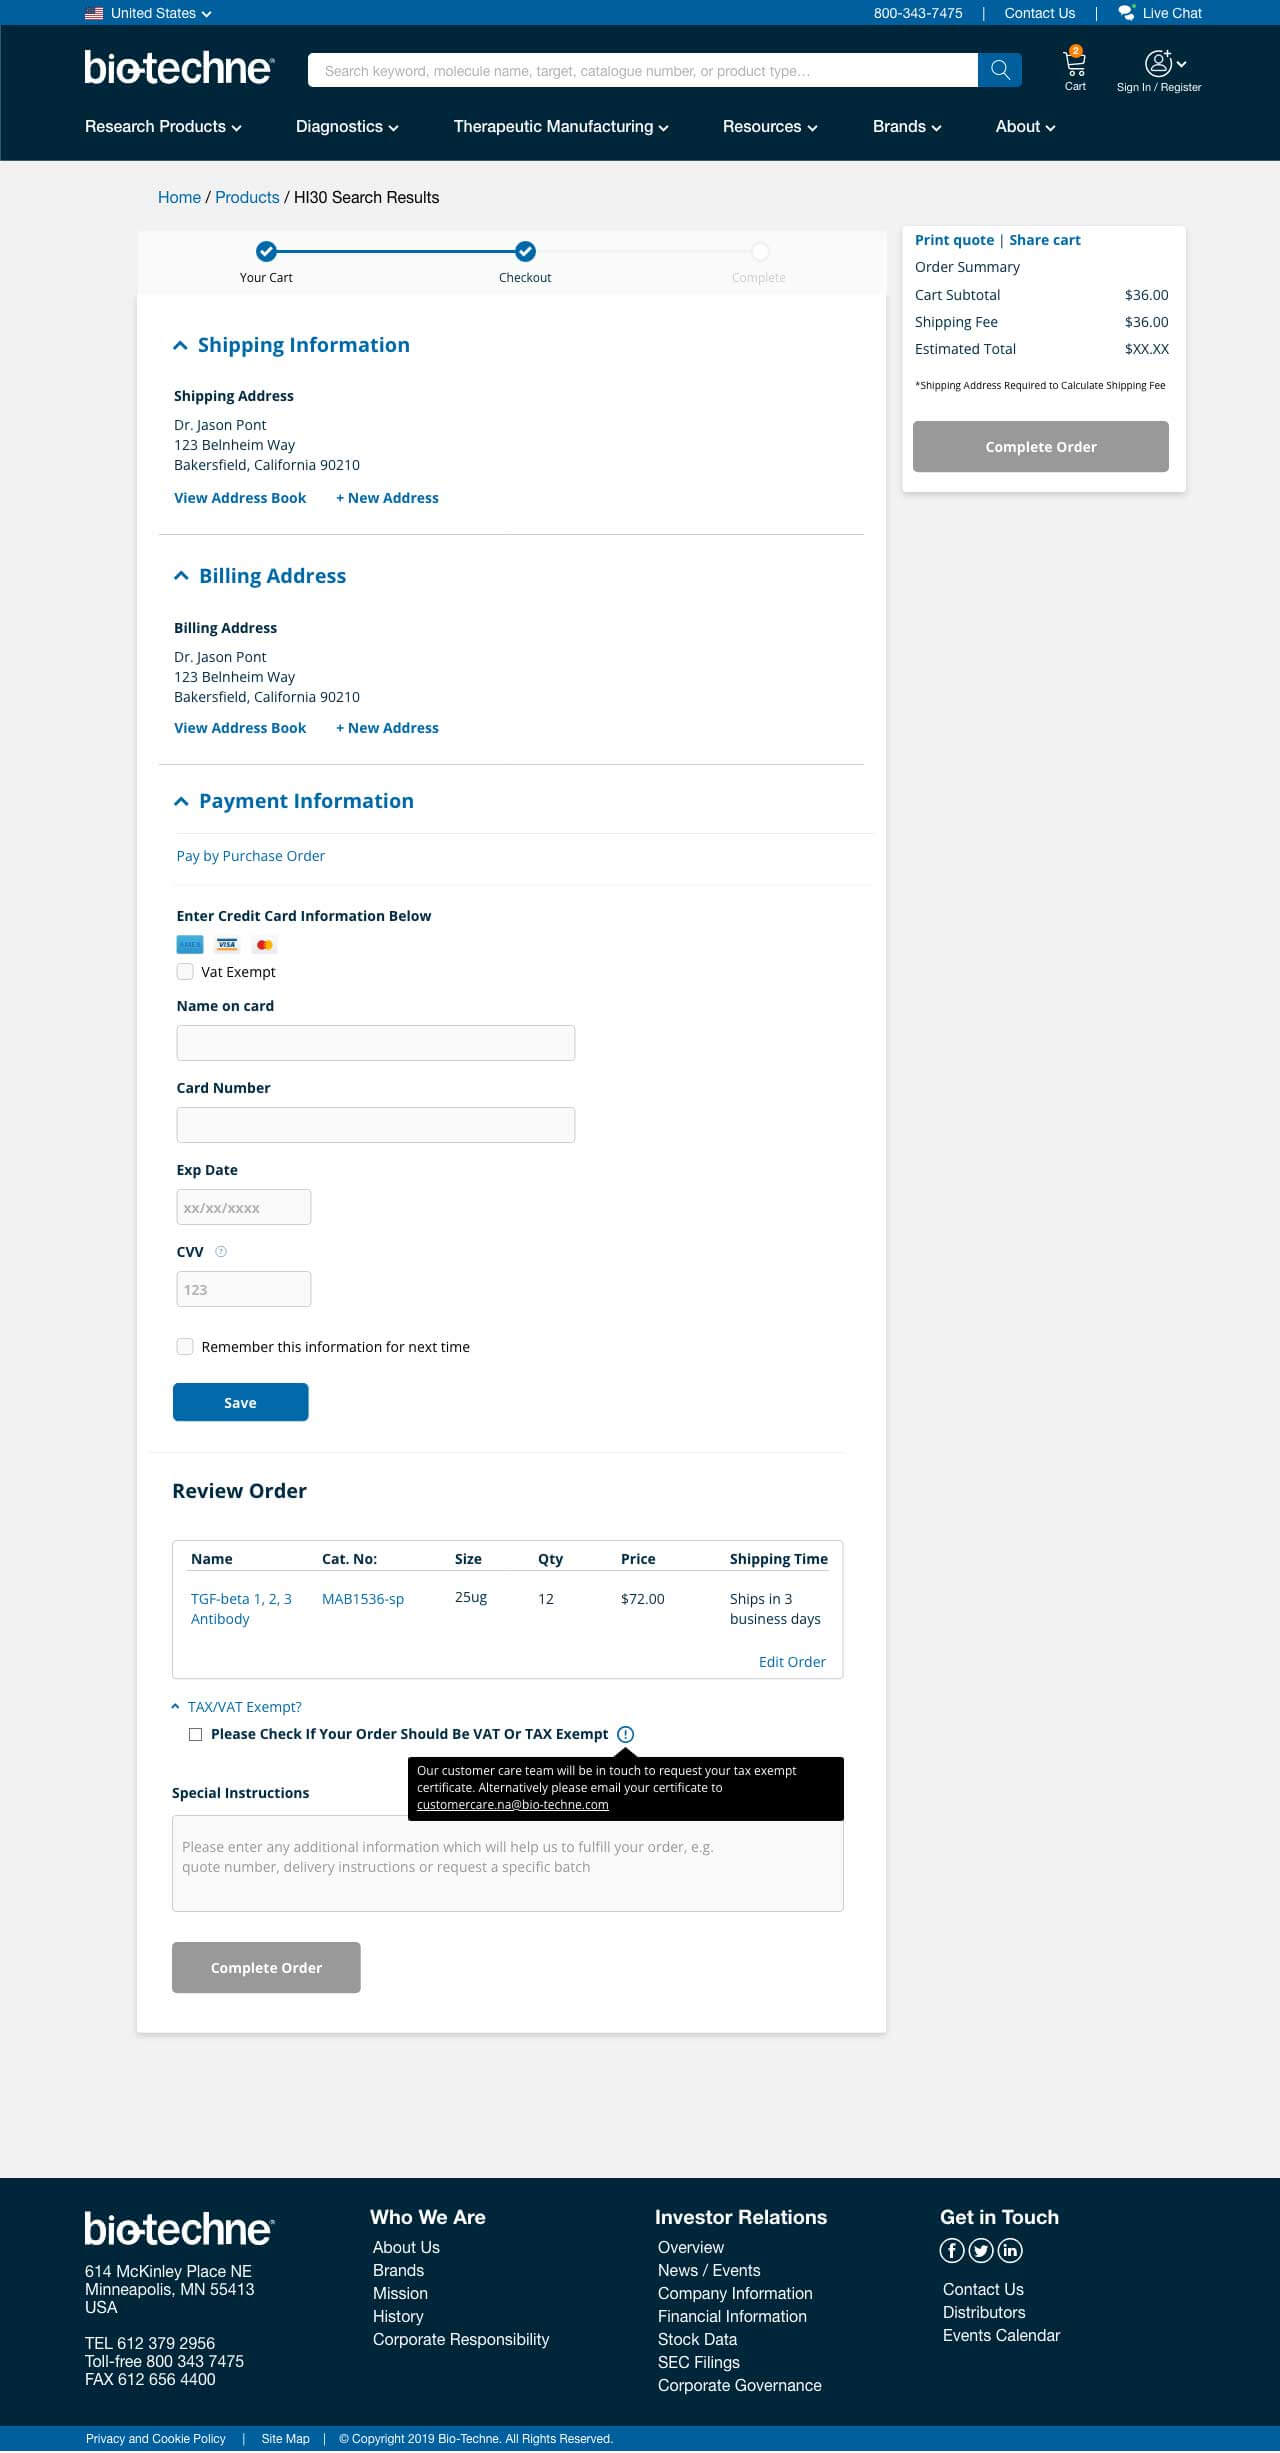 United States
800-343-7475 | Contact Us | Live Chat
bio-techne®
Search keyword, molecule name, target, catalogue number, or product type...
2
Cart
Sign In / Register
Research Products
Diagnostics
Therapeutic Manufacturing
Resources
Brands
About
Home / Products / HI30 Search Results
Your Cart
Checkout
Complete
Print quote | Share cart
Order Summary
Cart Subtotal $36.00
Shipping Fee $36.00
Estimated Total $XX.XX
*Shipping Address Required to Calculate Shipping Fee
Complete Order
Shipping Information
Shipping Address
Dr. Jason Pont
123 Belnheim Way
Bakersfield, California 90210
View Address Book + New Address
Billing Address
Billing Address
Dr. Jason Pont
123 Belnheim Way
Bakersfield, California 90210
View Address Book + New Address
Payment Information
Pay by Purchase Order
Enter Credit Card Information Below
AMEX VISA
Vat Exempt
Name on card
Card Number
Exp Date
xx/xx/xxxx
CVV ?
123
Remember this information for next time
Save
Review Order
Name Cat. No: Size Qty Price Shipping Time
TGF-beta 1, 2, 3 MAB1536-sp 25ug 12 $72.00 Ships in 3
Antibody business days
Edit Order
TAX/VAT Exempt?
Please Check If Your Order Should Be VAT Or TAX Exempt !
Our customer care team will be in touch to request your tax exempt
certificate. Alternatively please email your certificate to
customercare.na@bio-techne.com
Special Instructions
Please enter any additional information which will help us to fulfill your order, e.g.
quote number, delivery instructions or request a specific batch
Complete Order
bio-techne®
614 McKinley Place NE
Minneapolis, MN 55413
USA
TEL 612 379 2956
Toll-free 800 343 7475
FAX 612 656 4400
Who We Are
About Us
Brands
Mission
History
Corporate Responsibility
Investor Relations
Overview
News / Events
Company Information
Financial Information
Stock Data
SEC Filings
Corporate Governance
Get in Touch
f in
Contact Us
Distributors
Events Calendar
Privacy and Cookie Policy | Site Map | © Copyright 2019 Bio-Techne. All Rights Reserved.